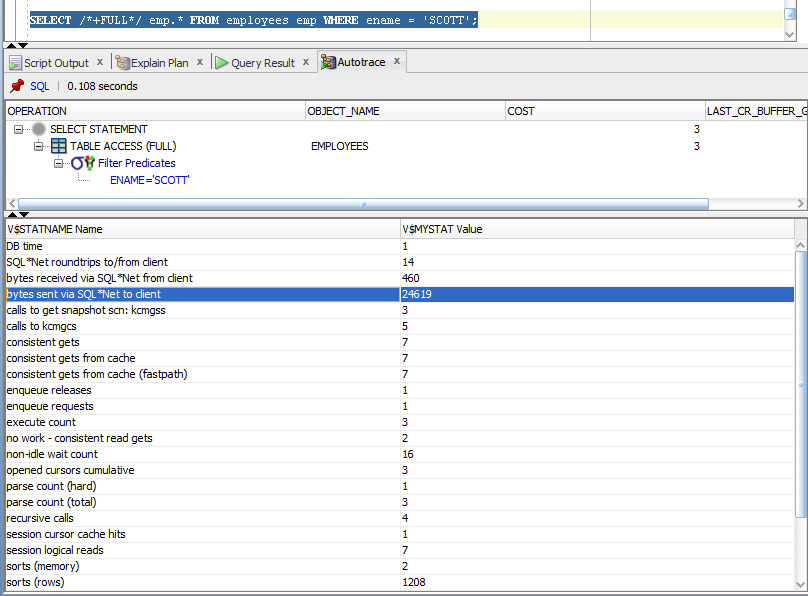 SELECT /*+FULL*/ emp.* FROM employees emp WHERE ename = 'SCOTT';
Script Output x Explain Plan x Query Result x Autotrace x
SQL | 0.108 seconds
OPERATION OBJECT_NAME COST LAST_CR_BUFFER_G
SELECT STATEMENT 3
TABLE ACCESS (FULL) EMPLOYEES 3
Filter Predicates
ENAME='SCOTT'
V$STATNAME Name V$MYSTAT Value
DB time 1
SQL*Net roundtrips to/from client 14
bytes received via SQL*Net from client 460
bytes sent via SQL*Net to client 24619
calls to get snapshot scn: kcmgss 3
calls to kcmgcs 5
consistent gets 7
consistent gets from cache 7
consistent gets from cache (fastpath) 7
enqueue releases 1
enqueue requests 1
execute count 3
no work - consistent read gets 2
non-idle wait count 16
opened cursors cumulative 3
parse count (hard) 1
parse count (total) 3
recursive calls 4
session cursor cache hits 1
session logical reads 7
sorts (memory) 2
sorts (rows) 1208